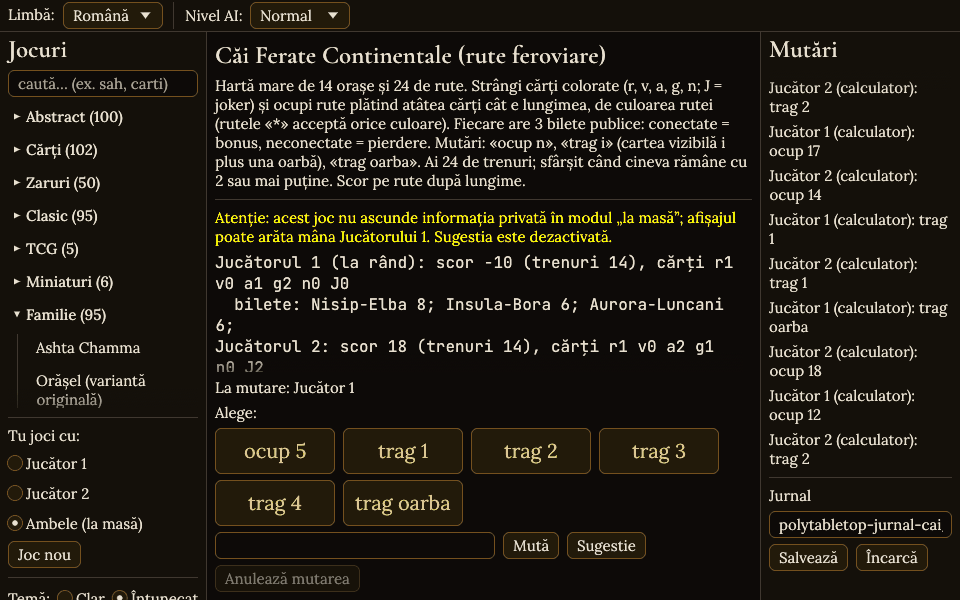 Limbă:
Română
Nivel AI:
Normal
Jocuri
caută... (ex. sah, carti)
Abstract (100)
Cărți (102)
Zaruri (50)
Clasic (95)
TCG (5)
Miniaturi (6)
Familie (95)
Ashta Chamma
Orășel (variantă
originală)
Tu joci cu:
Jucător 1
Jucător 2
Ambele (la masă)
Joc nou
Temă:
Clar
Întunecat
Căi Ferate Continentale (rute feroviare)
Hartă mare de 14 orașe și 24 de rute. Strângi cărți colorate (r, v, a, g, n; J =
joker) și ocupi rute plătind atâtea cărți cât e lungimea, de culoarea rutei
(rutele «*» acceptă orice culoare). Fiecare are 3 bilete publice: conectate =
bonus, neconectate = pierdere. Mutări: «ocup n», «trag i» (cartea vizibilă i
plus una oarbă), «trag oarba». Ai 24 de trenuri; sfârșit când cineva rămâne cu
2 sau mai puține. Scor pe rute după lungime.
Atenție: acest joc nu ascunde informația privată în modul „la masă”; afișajul
poate arăta mâna Jucătorului 1. Sugestia este dezactivată.
Jucătorul 1 (la rând): scor -10 (trenuri 14), cărți r1
v0 a1 g2 n0 J0
bilete: Nisip-Elba 8; Insula-Bora 6; Aurora-Luncani
6;
Jucătorul 2: scor 18 (trenuri 14), cărți r1 v0 a2 g1
n0 J2
La mutare: Jucător 1
Alege:
ocup 5
trag 1
trag 2
trag 3
trag 4
trag oarba
Mută
Sugestie
Anulează mutarea
Mutări
Jucător 2 (calculator):
trag 2
Jucător 1 (calculator):
ocup 17
Jucător 2 (calculator):
ocup 14
Jucător 1 (calculator): trag
1
Jucător 2 (calculator):
trag 1
Jucător 1 (calculator): trag
oarba
Jucător 2 (calculator):
ocup 18
Jucător 1 (calculator):
ocup 12
Jucător 2 (calculator):
trag 2
Jurnal
polytabletop-jurnal-cai
Salvează
Încarcă